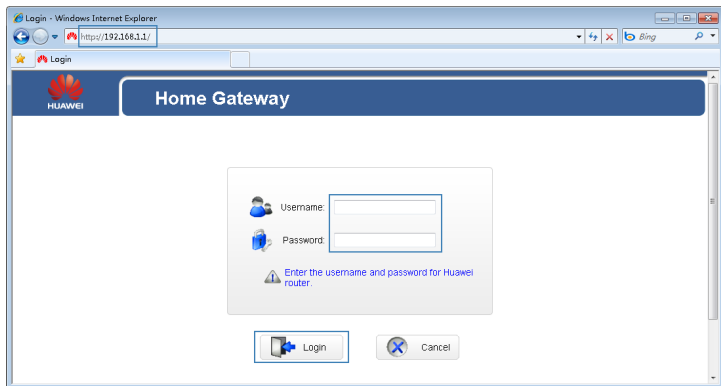 Login - Windows Internet Explorer
http://192.168.1.1/
Bing
Login
HUAWEI
Home Gateway
Username:
Password:
Enter the username and password for Huawei
router.
Login
Cancel